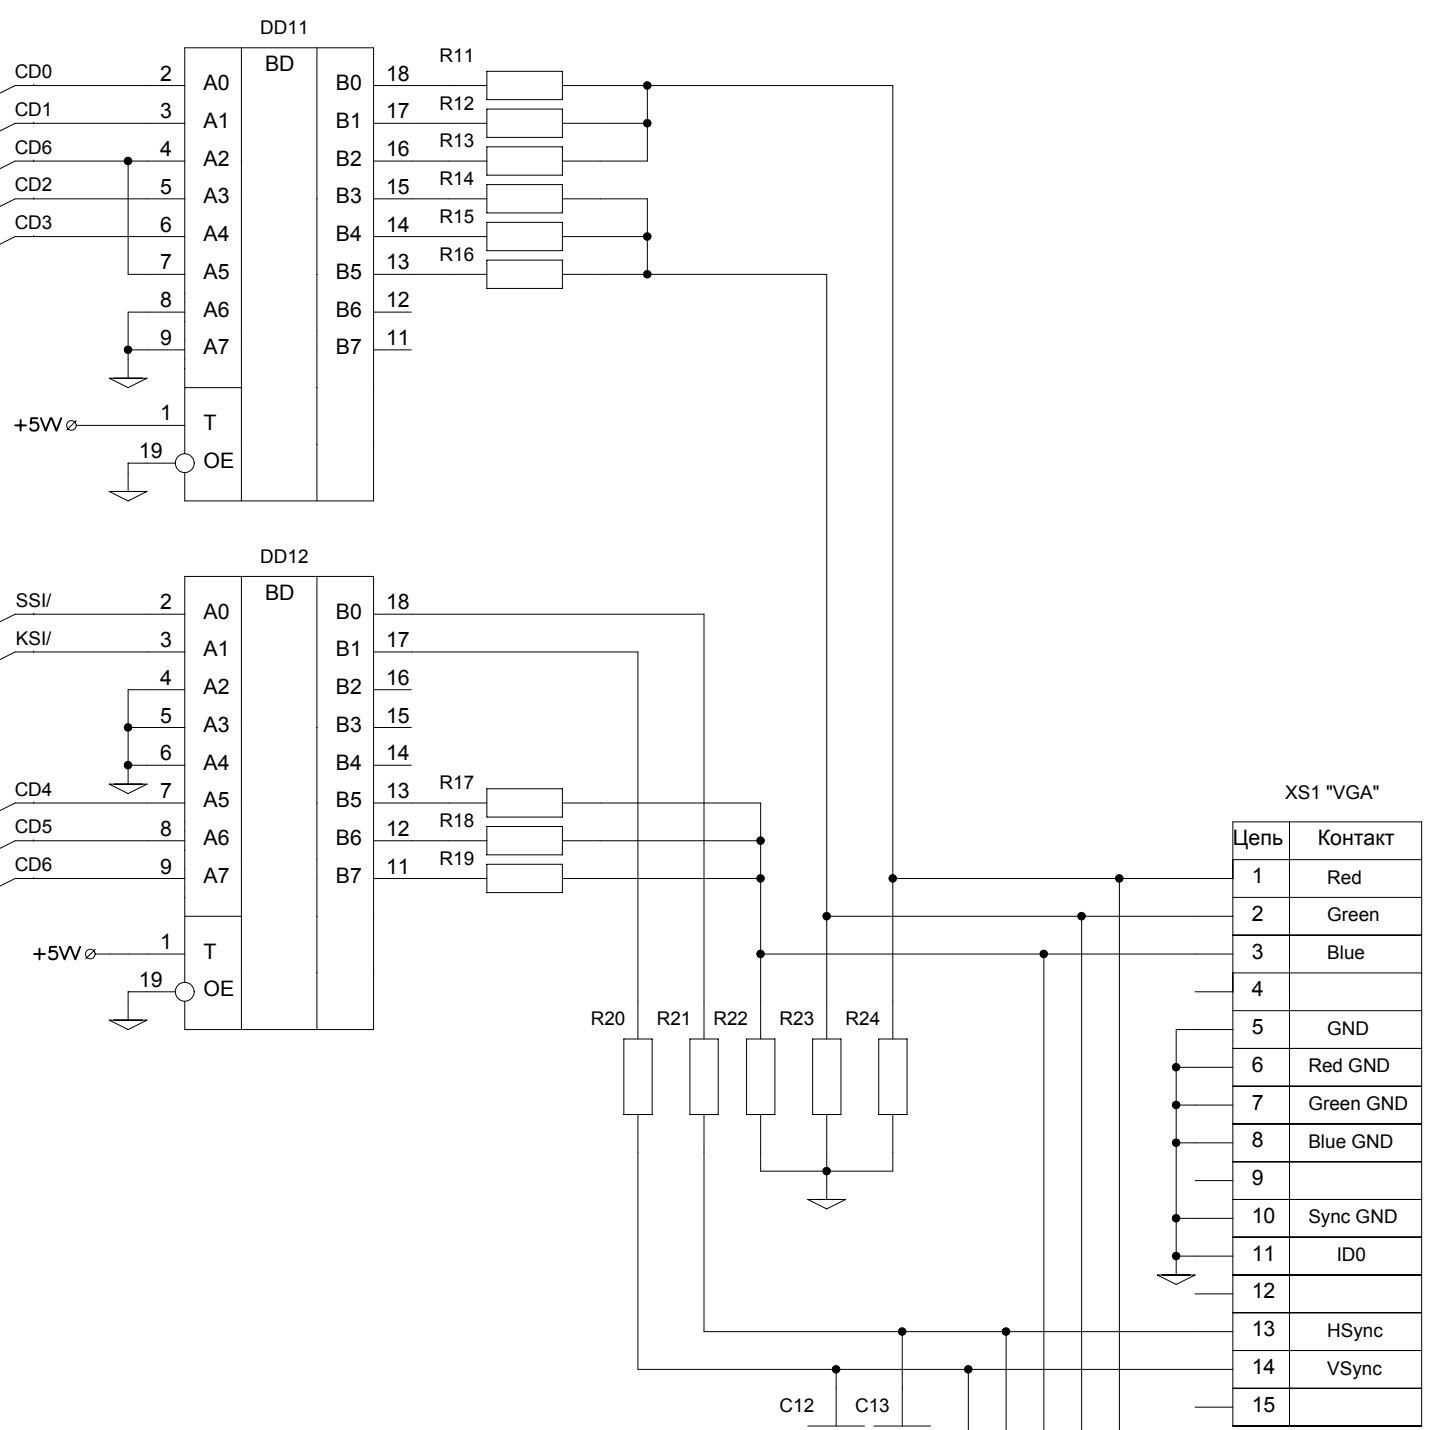 DD11
BD
CD0 2 A0 B0 18 R11
CD1 3 A1 B1 17 R12
CD6 4 A2 B2 16 R13
CD2 5 A3 B3 15 R14
CD3 6 A4 B4 14 R15
7 A5 B5 13 R16
8 A6 B6 12
9 A7 B7 11
+5VV 1 T
19 OE
DD12
BD
SSI/ 2 A0 B0 18
KSI/ 3 A1 B1 17
4 A2 B2 16
5 A3 B3 15
6 A4 B4 14
CD4 7 A5 B5 13 R17
CD5 8 A6 B6 12 R18
CD6 9 A7 B7 11 R19
+5VV 1 T
19 OE
R20 R21 R22 R23 R24
C12 C13
XS1 "VGA"
Цепь Контакт
1 Red
2 Green
3 Blue
4
5 GND
6 Red GND
7 Green GND
8 Blue GND
9
10 Sync GND
11 ID0
12
13 HSync
14 VSync
15